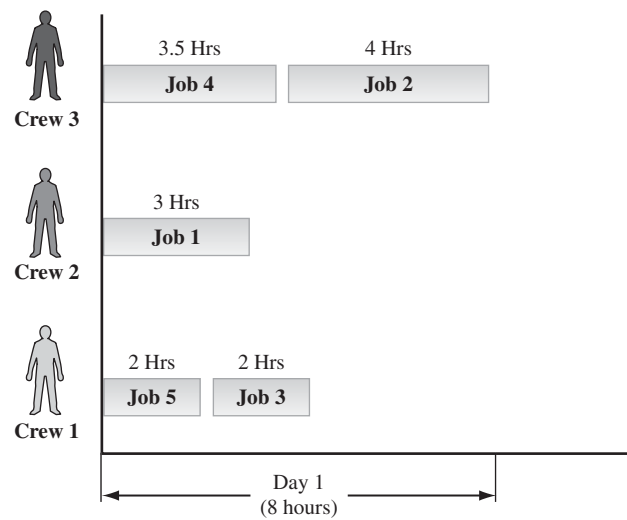 3.5 Hrs
4 Hrs
Job 4
Job 2
Crew 3
3 Hrs
Job 1
Crew 2
2 Hrs
2 Hrs
Job 5
Job 3
Crew 1
Day 1
(8 hours)